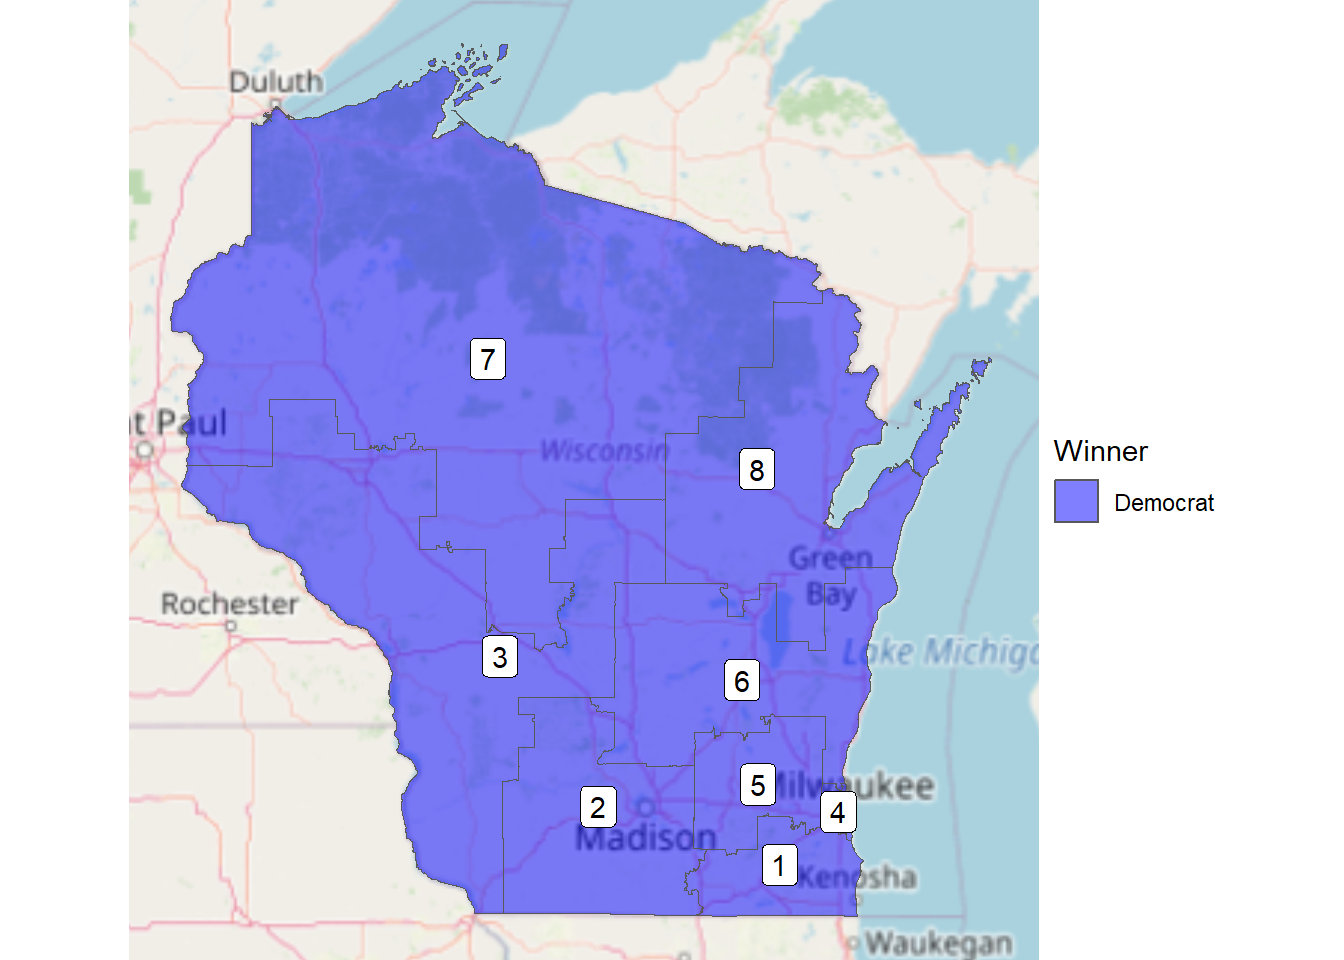 Duluth
7
t Paul
Wisconsin
8
Winner
Democrat
Green
Bay
Rochester
3
6
Lake Michig
5
Milwaukee
2
4
Madison
1
Kenosha
Waukegan